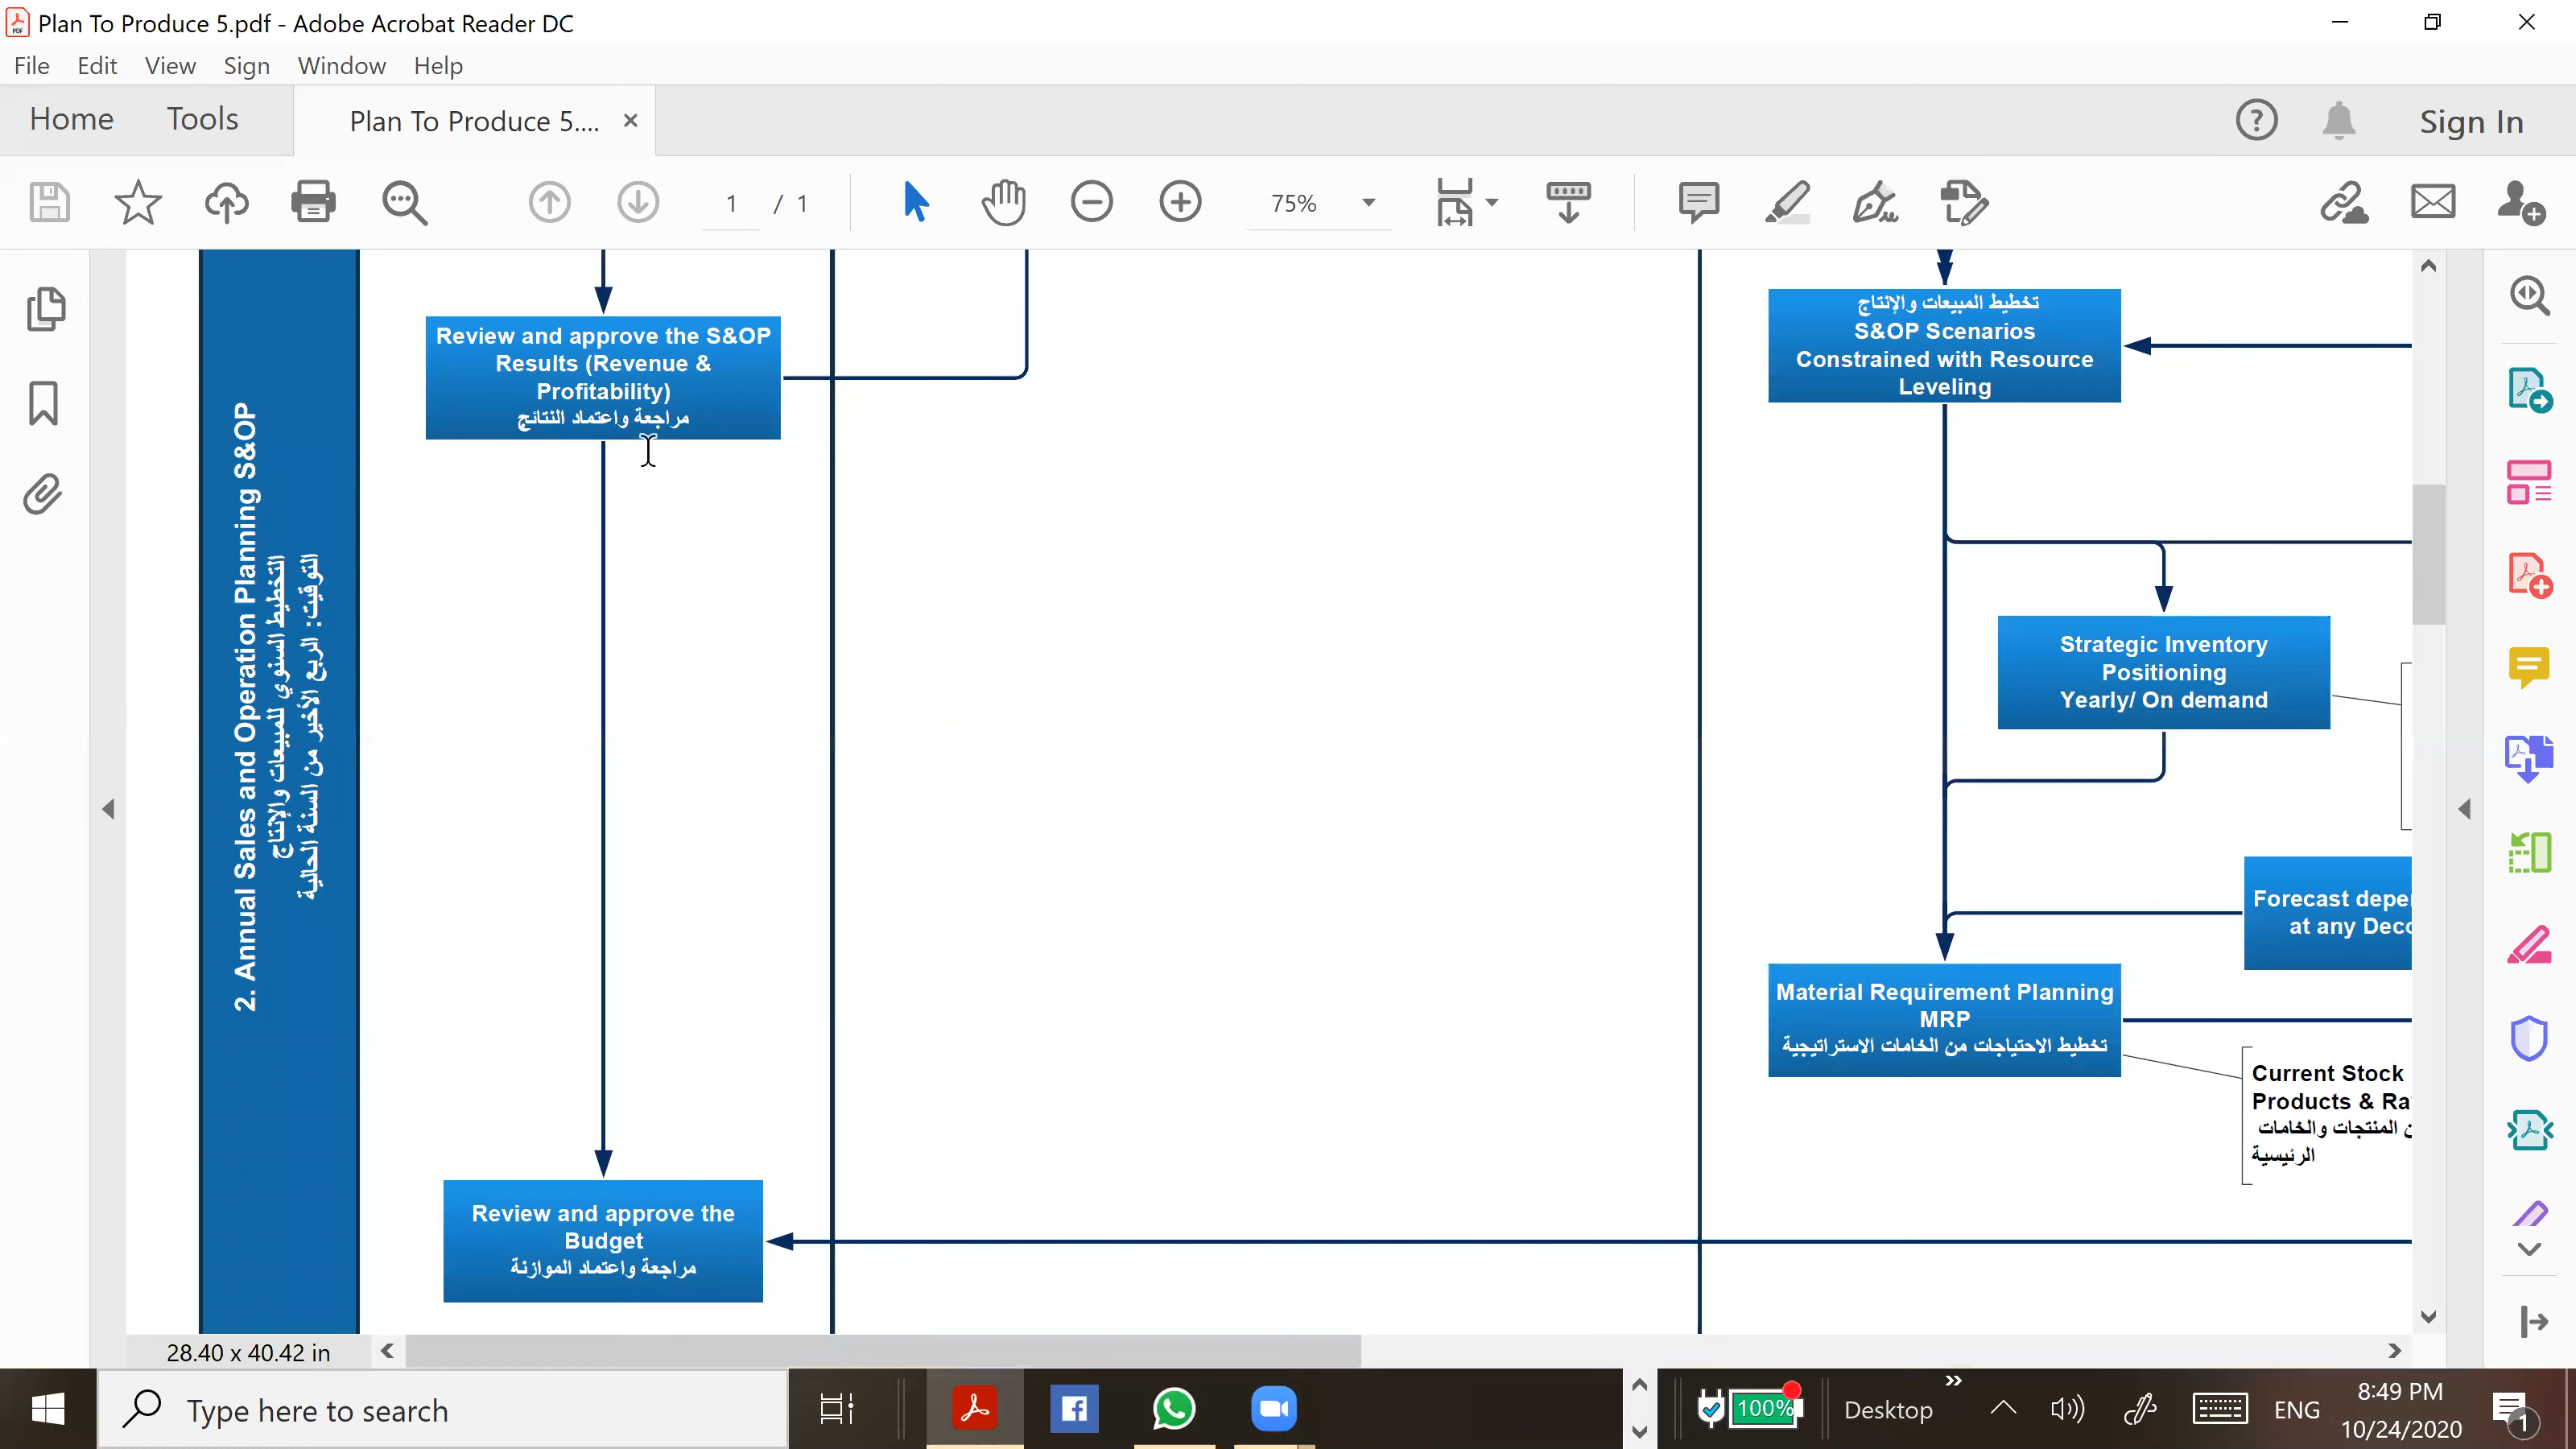 Plan To Produce 5.pdf - Adobe Acrobat Reader DC
File Edit View Sign Window Help
Home Tools Plan To Produce 5.... Sign In
1 / 1 75%
2. Annual Sales and Operation Planning S&OP
التخطيط السنوي للمبيعات والإنتاج
التوقيت: الربع الأخير من السنة الحالية
Review and approve the S&OP
Results (Revenue &
Profitability)
مراجعة واعتماد النتائج
تخطيط المبيعات والإنتاج
S&OP Scenarios
Constrained with Resource
Leveling
Strategic Inventory
Positioning
Yearly/ On demand
Forecast
at any
Material Requirement Planning
MRP
تخطيط الاحتياجات من الخامات الاستراتيجية
Current Stock
Products &
المنتجات والخامات
الرئيسية
Review and approve the
Budget
مراجعة واعتماد الموازنة
28.40 x 40.42 in
Type here to search
100%
Desktop
ENG
8:49 PM
10/24/2020
1